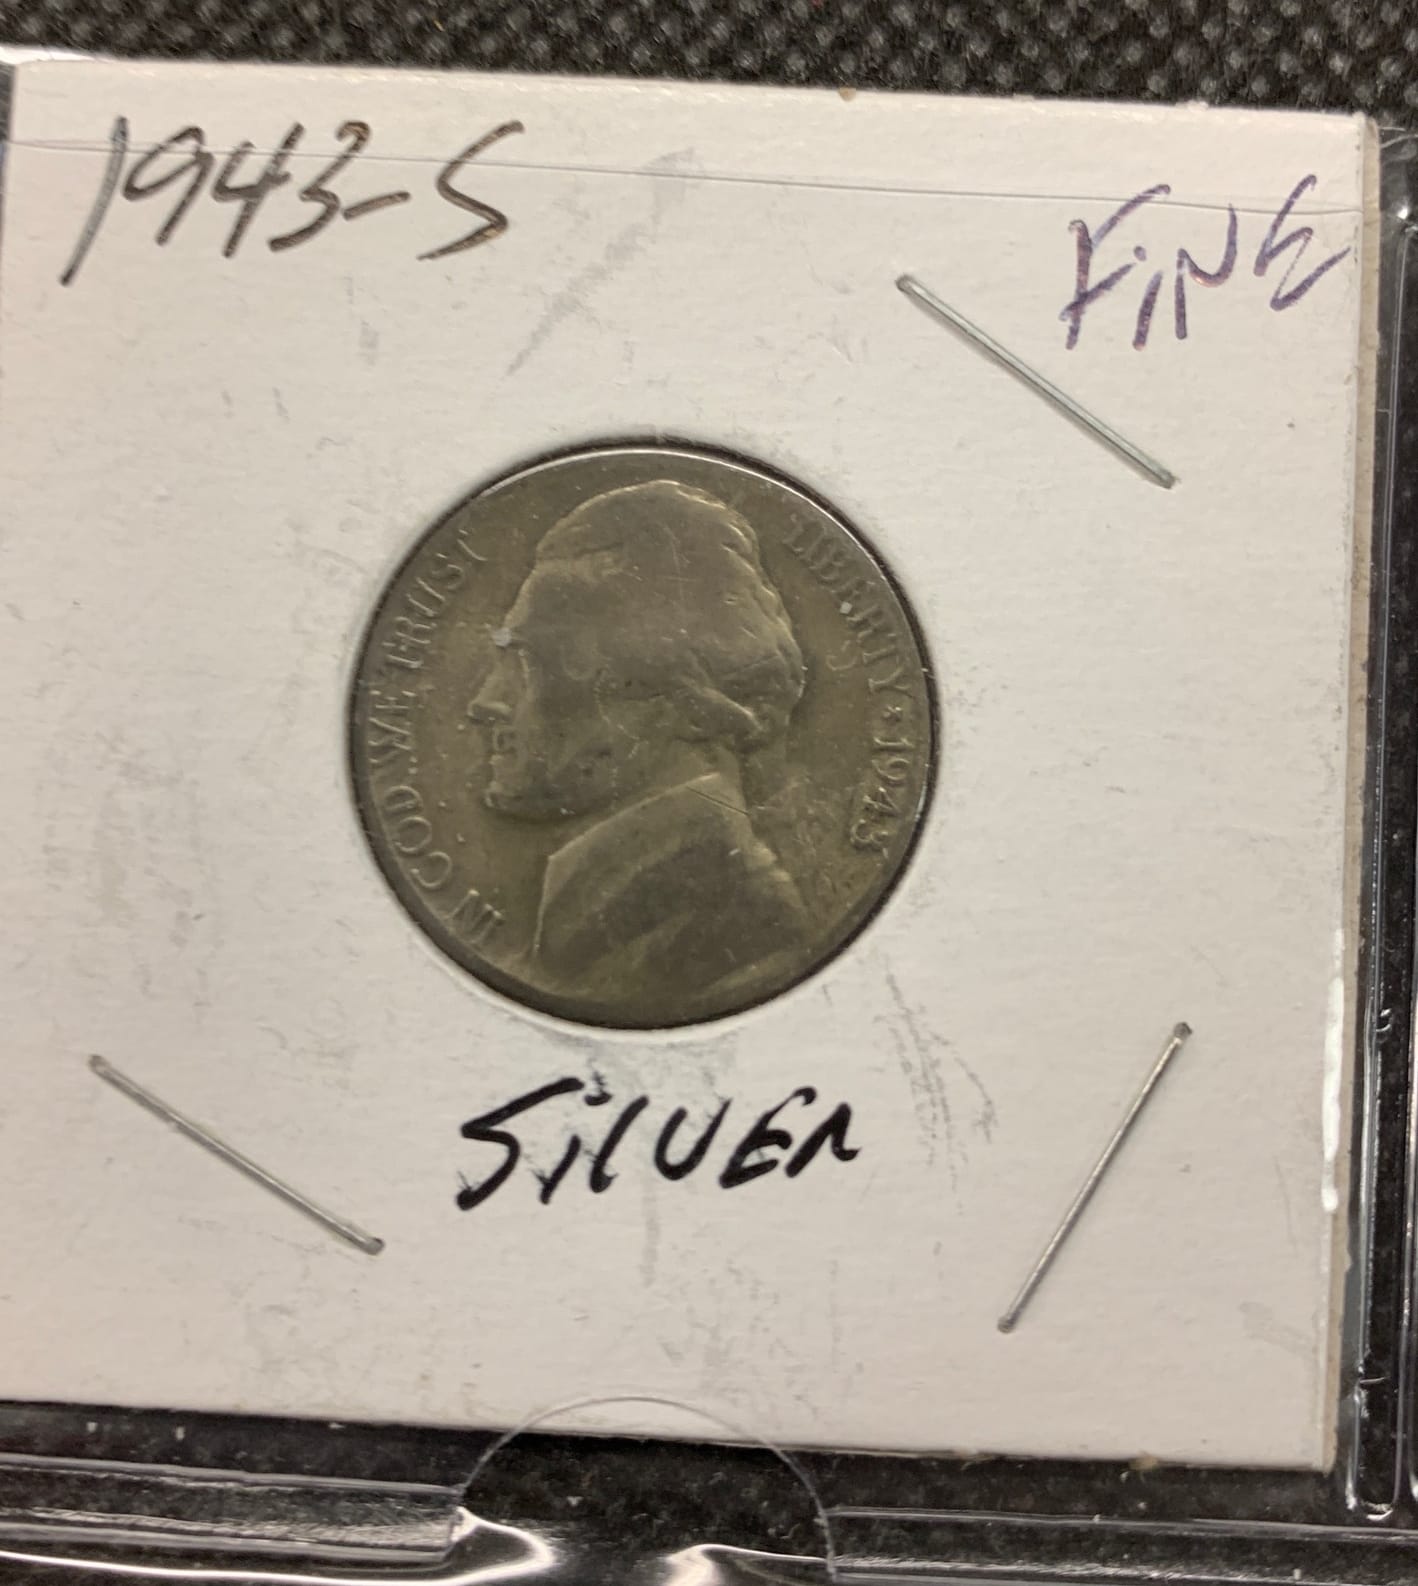 1943-S
FiNE
IN GOD WE TRUST
LIBERTY * 1943
SilVER